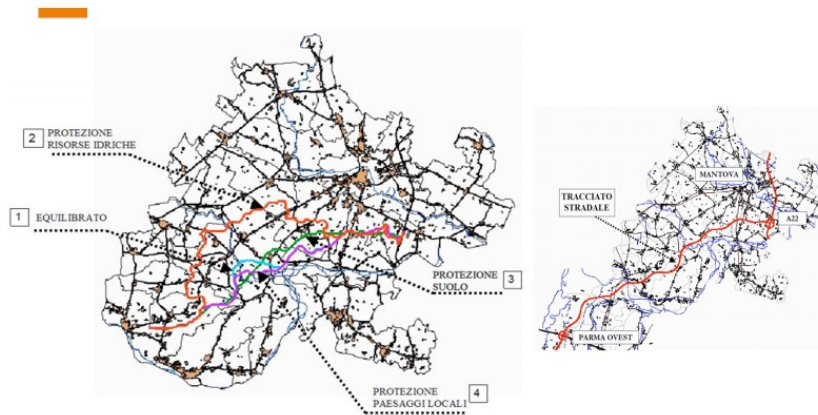 2
PROTEZIONE
RISORSE IDRICHE
1
EQUILIBRATO
PROTEZIONE
SUOLO
3
PROTEZIONE
PAESAGGI LOCALI
4
MANTOVA
TRACCIATO
STRADALE
A22
PARMA OVEST